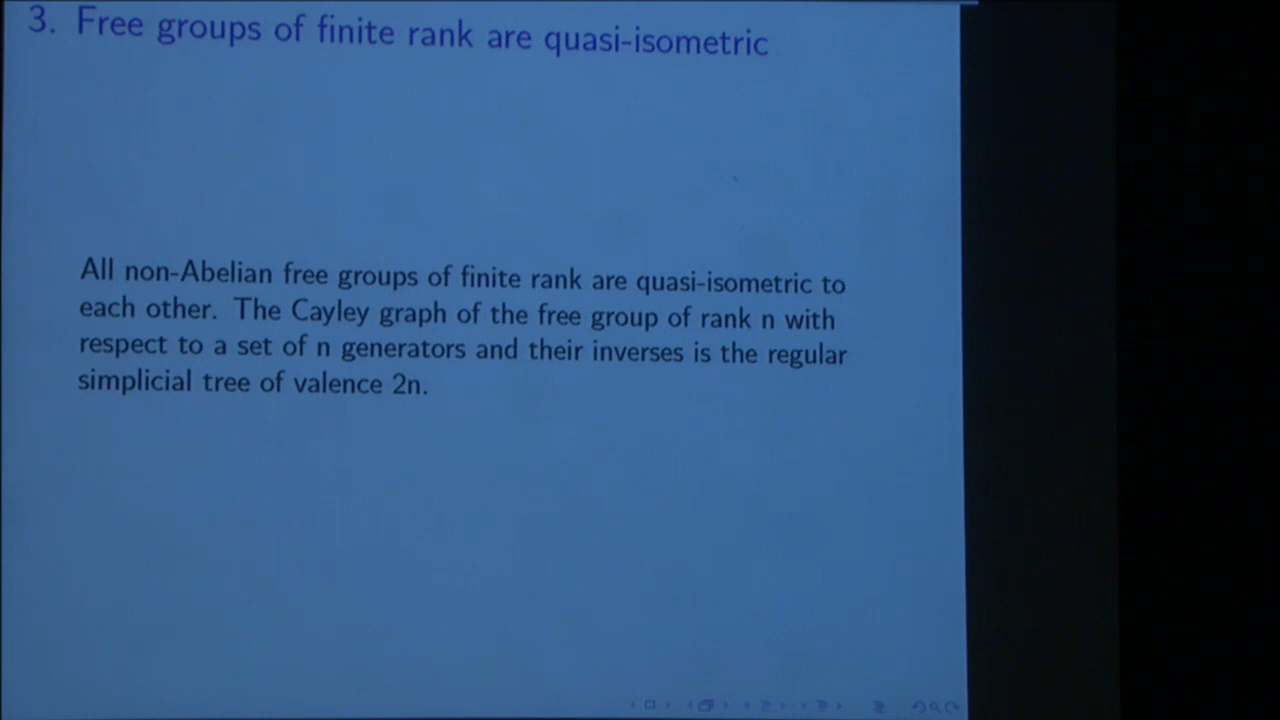 3. Free groups of finite rank are quasi-isometric
All non-Abelian free groups of finite rank are quasi-isometric to
each other. The Cayley graph of the free group of rank n with
respect to a set of n generators and their inverses is the regular
simplicial tree of valence 2n.